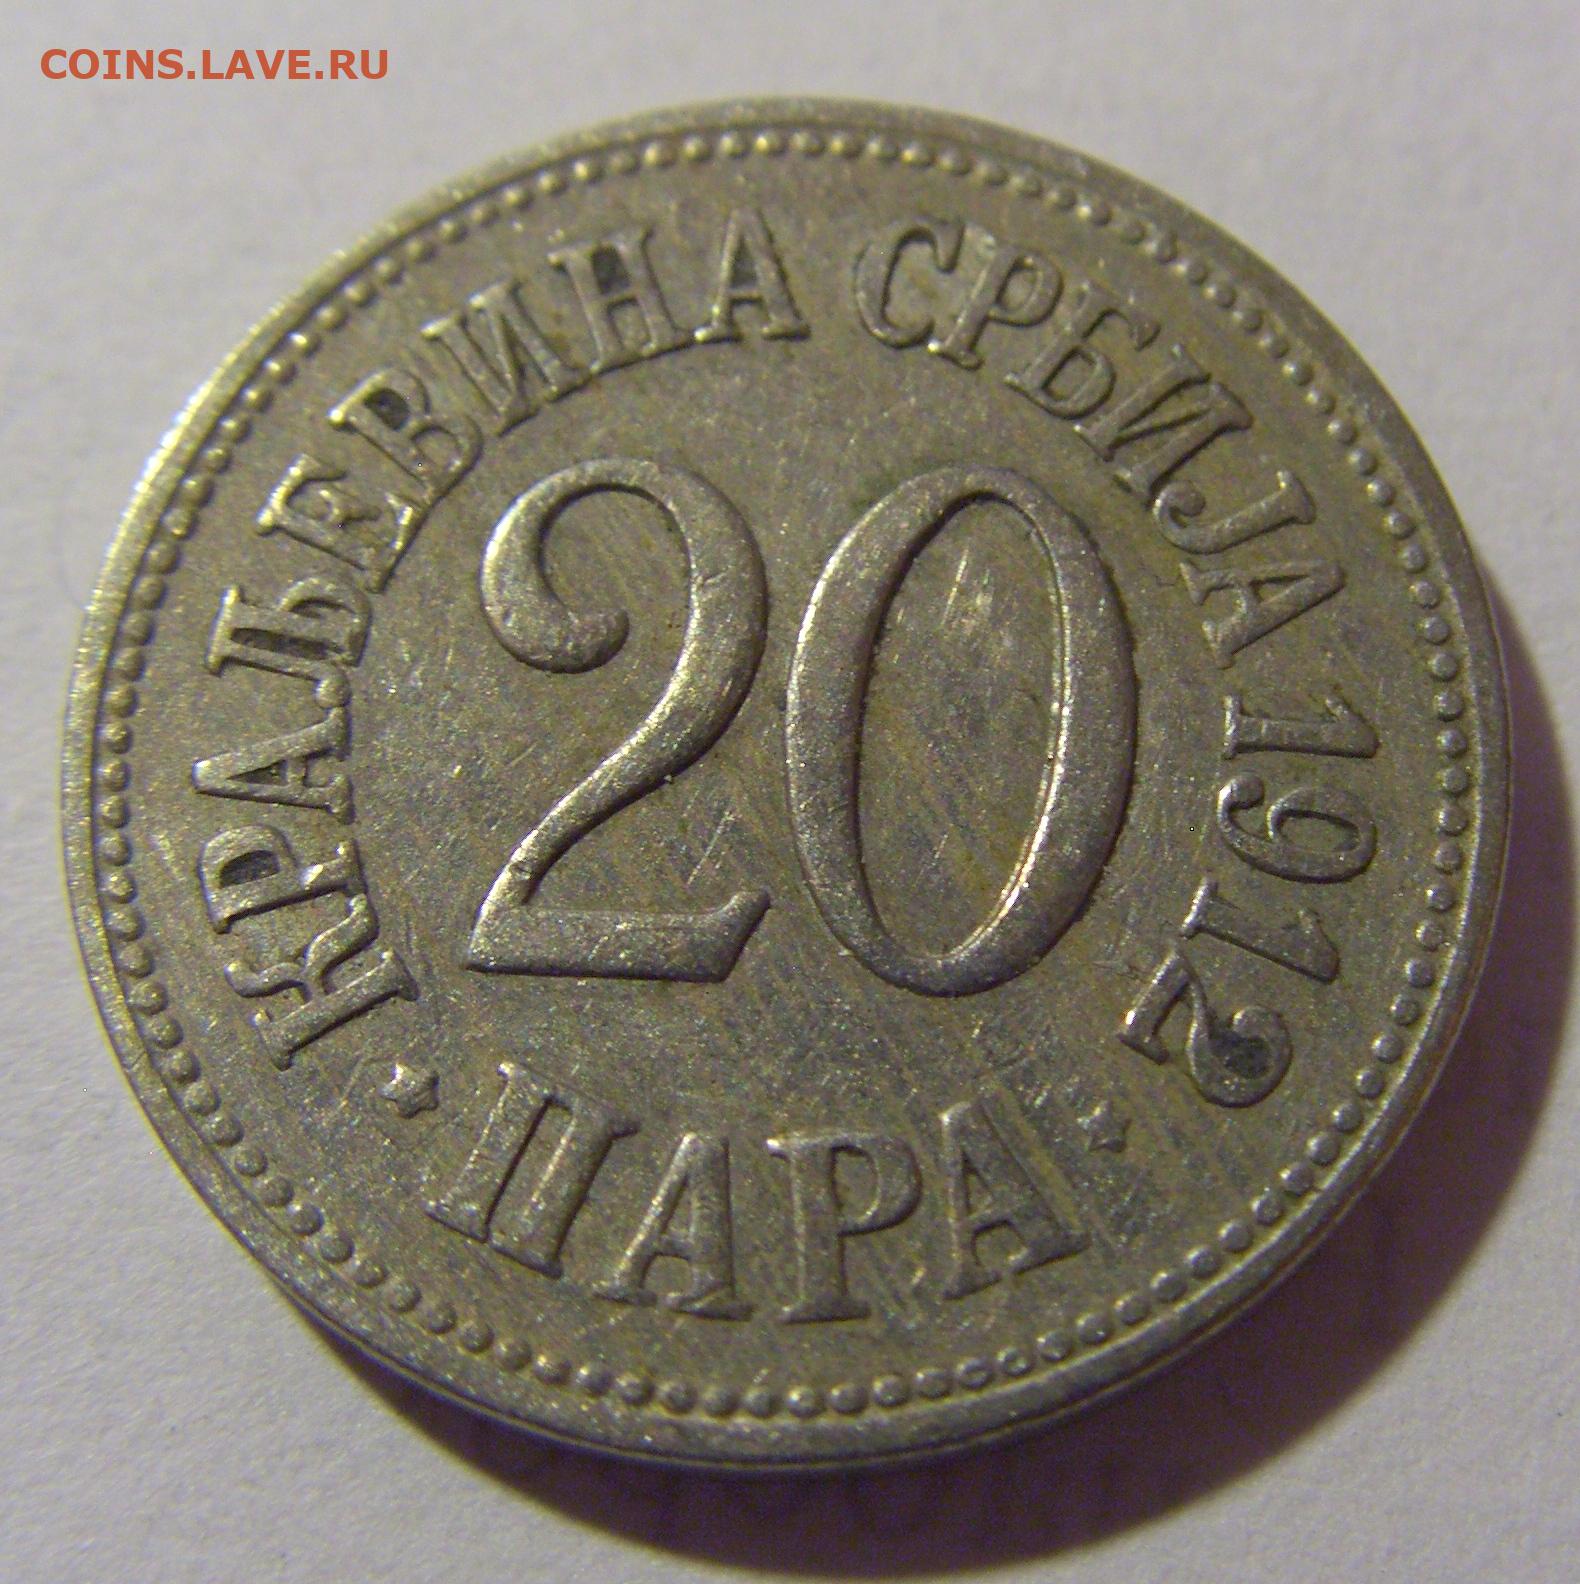 COINS.LAVE.RU
КРАЉЕВИНА СРБИЈА 1912
20
ПАРА